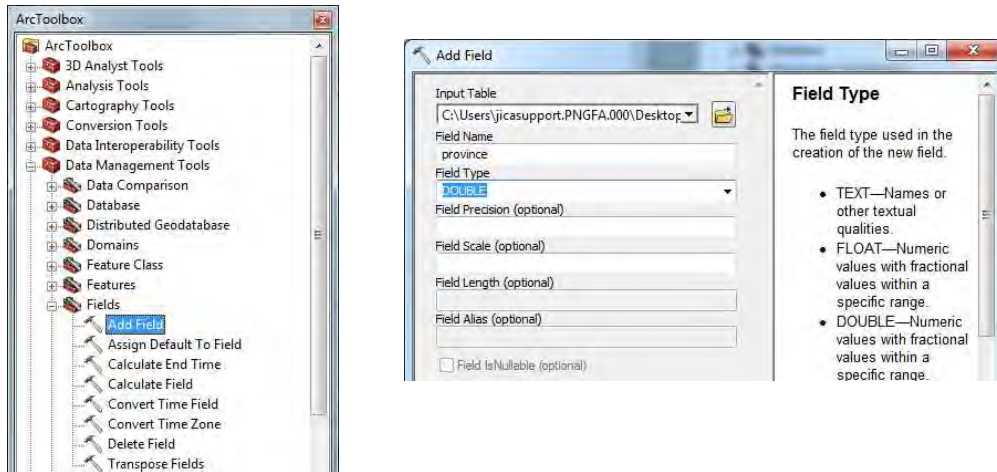 ArcToolbox
ArcToolbox
3D Analyst Tools
Analysis Tools
Cartography Tools
Conversion Tools
Data Interoperability Tools
Data Management Tools
Data Comparison
Database
Distributed Geodatabase
Domains
Feature Class
Features
Fields
Add Field
Assign Default To Field
Calculate End Time
Calculate Field
Convert Time Field
Convert Time Zone
Delete Field
Transpose Fields
Add Field
Input Table
C:\Users\jicasupport.PNGFA.000\Desktop
Field Name
province
Field Type
DOUBLE
Field Precision (optional)
Field Scale (optional)
Field Length (optional)
Field Alias (optional)
Field IsNullable (optional)
Field Type
The field type used in the
creation of the new field.
• TEXT—Names or
other textual
qualities.
• FLOAT—Numeric
values with fractional
values within a
specific range.
• DOUBLE—Numeric
values with fractional
values within a
specific range.